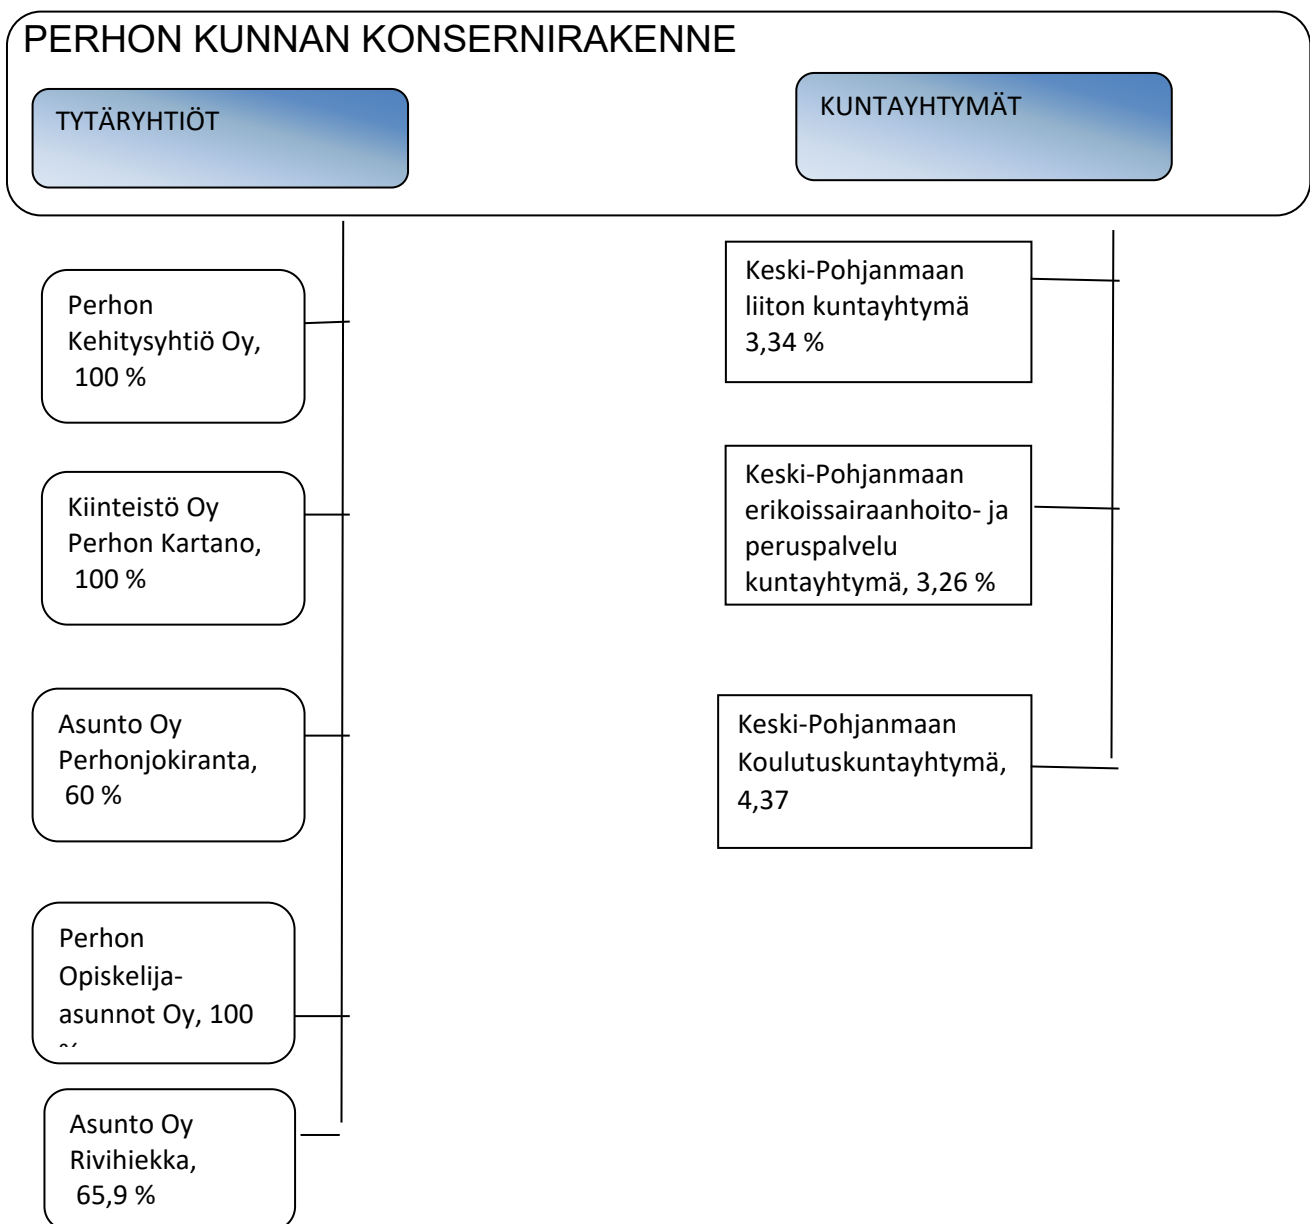 PERHON KUNNAN KONSERNIRAKENNE
TYTÄRYHTIÖT
KUNTAYHTYMÄT
Perhon
Kehitysyhtiö Oy,
100 %
Kiinteistö Oy
Perhon Kartano,
100 %
Asunto Oy
Perhonjokiranta,
60 %
Perhon
Opiskelija-
asunnot Oy, 100
%
Asunto Oy
Rivihiekka,
65,9 %
Keski-Pohjanmaan
liiton kuntayhtymä
3,34 %
Keski-Pohjanmaan
erikoissairaanhoito- ja
peruspalvelu
kuntayhtymä, 3,26 %
Keski-Pohjanmaan
Koulutuskuntayhtymä,
4,37